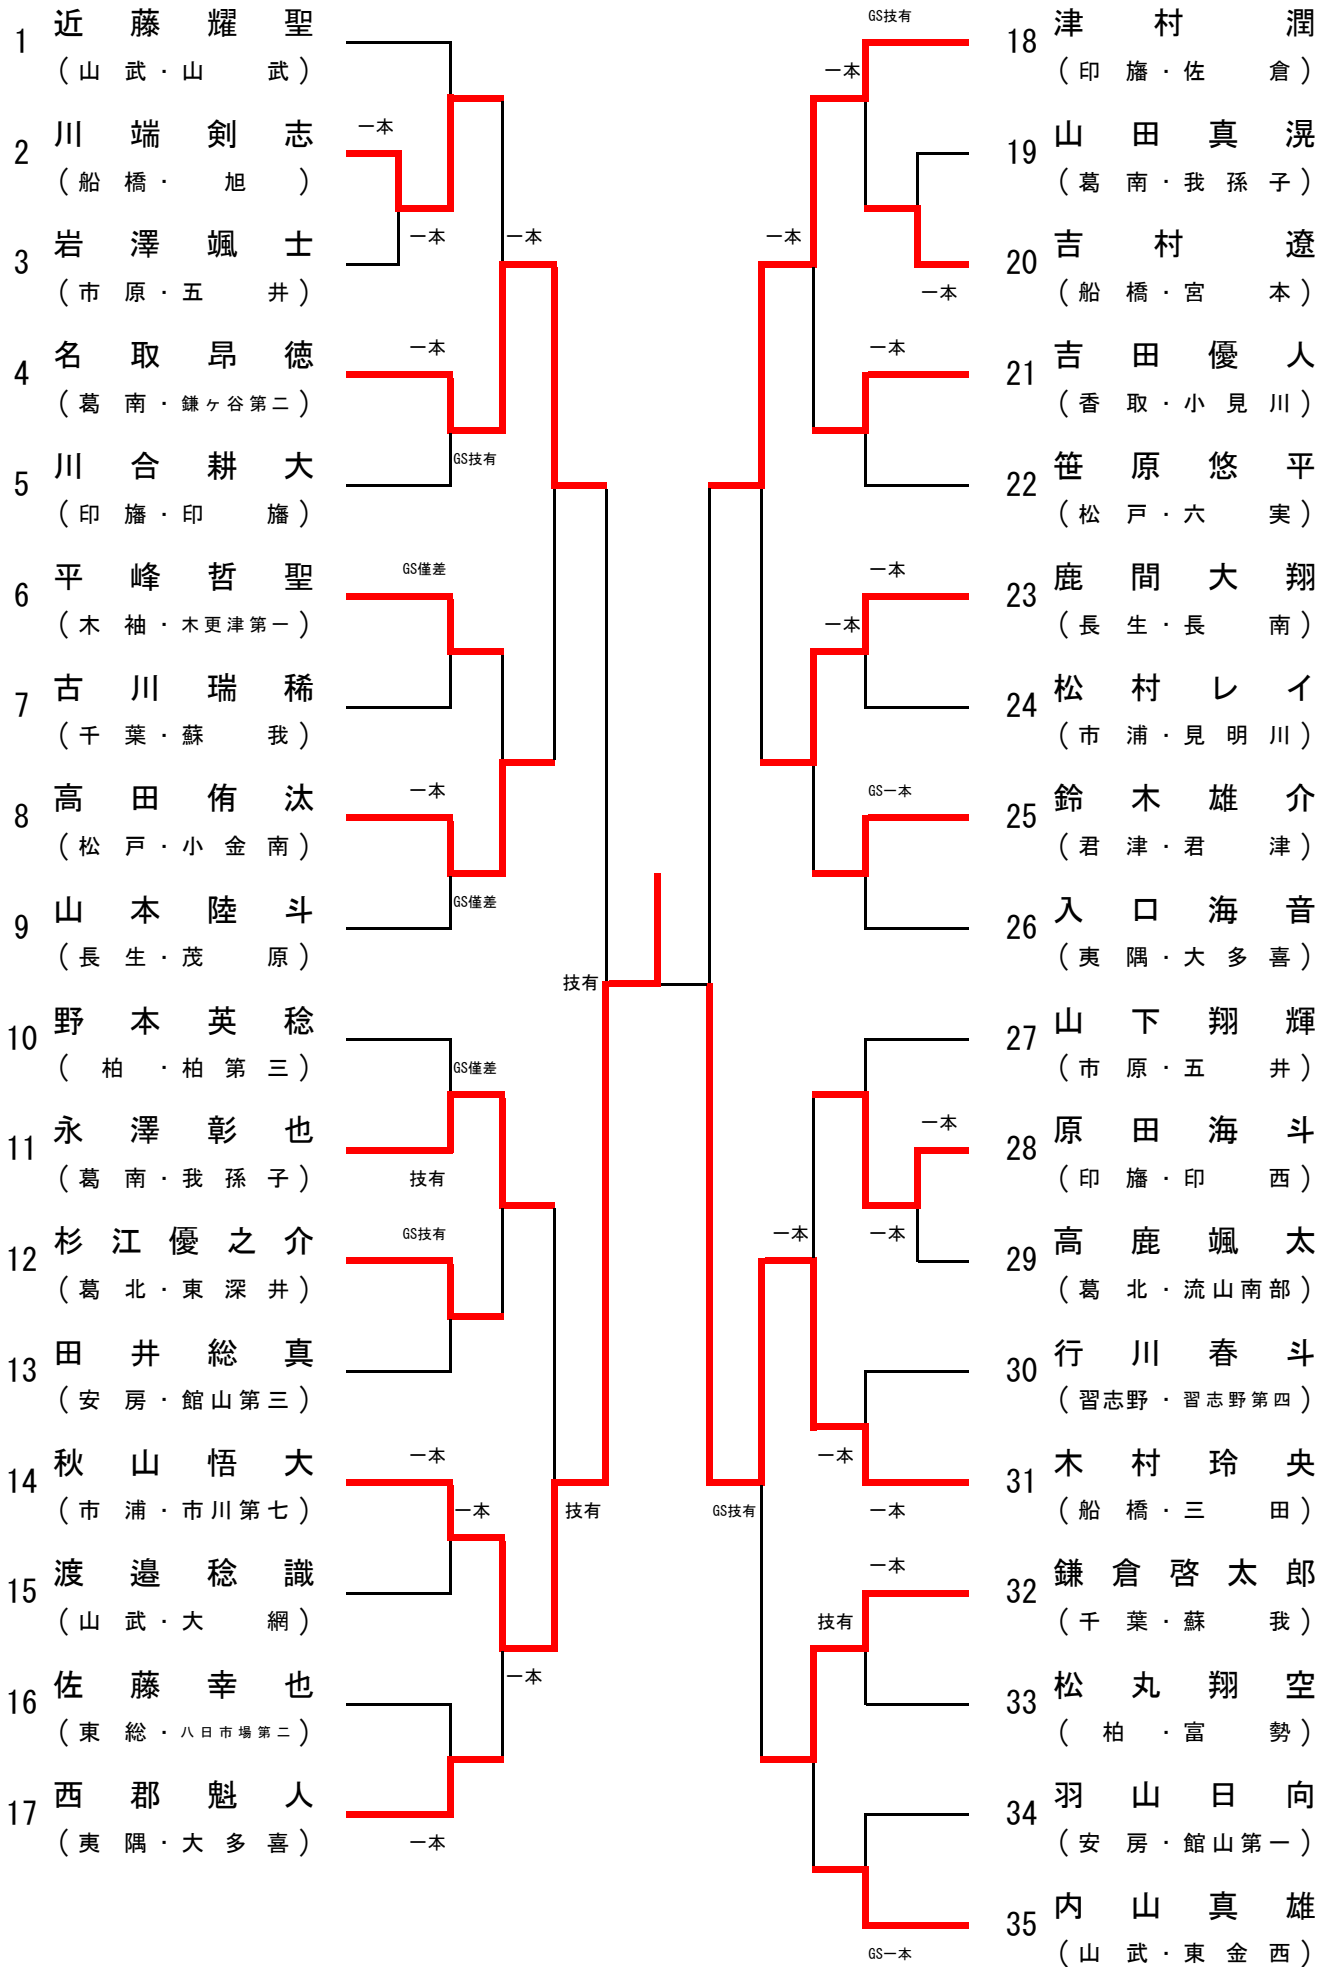 1 近藤耀聖
（山武・山武）
一本
2 川端剣志
（船橋・旭）
一本 一本
3 岩澤颯士
（市原・五井）
一本
4 名取昂徳
（葛南・鎌ヶ谷第二）
GS技有
5 川合耕大
（印旛・印旛）
GS僅差
6 平峰哲聖
（木袖・木更津第一）
7 古川瑞稀
（千葉・蘇我）
一本
8 高田侑汰
（松戸・小金南）
GS僅差
9 山本陸斗
（長生・茂原）
技有
10 野本英稔
（柏・柏第三）
GS僅差
11 永澤彰也
（葛南・我孫子）
技有
GS技有
12 杉江優之介
（葛北・東深井）
13 田井総真
（安房・館山第三）
一本
14 秋山悟大
（市浦・市川第七）
一本 技有
15 渡邉稔識
（山武・大網）
一本
16 佐藤幸也
（東総・八日市場第二）
17 西郡魁人
（夷隅・大多喜）
一本
GS技有
18 津村潤
（印旛・佐倉）
一本
19 山田真滉
（葛南・我孫子）
一本
20 吉村遼
（船橋・宮本）
一本
一本
21 吉田優人
（香取・小見川）
22 笹原悠平
（松戸・六実）
一本
23 鹿間大翔
（長生・長南）
一本
24 松村レイ
（市浦・見明川）
GS一本
25 鈴木雄介
（君津・君津）
26 入口海音
（夷隅・大多喜）
27 山下翔輝
（市原・五井）
一本
28 原田海斗
（印旛・印西）
一本 一本
29 高鹿颯太
（葛北・流山南部）
30 行川春斗
（習志野・習志野第四）
一本
31 木村玲央
（船橋・三田）
GS技有 一本
一本
32 鎌倉啓太郎
（千葉・蘇我）
技有
33 松丸翔空
（柏・富勢）
34 羽山日向
（安房・館山第一）
35 内山真雄
（山武・東金西）
GS一本